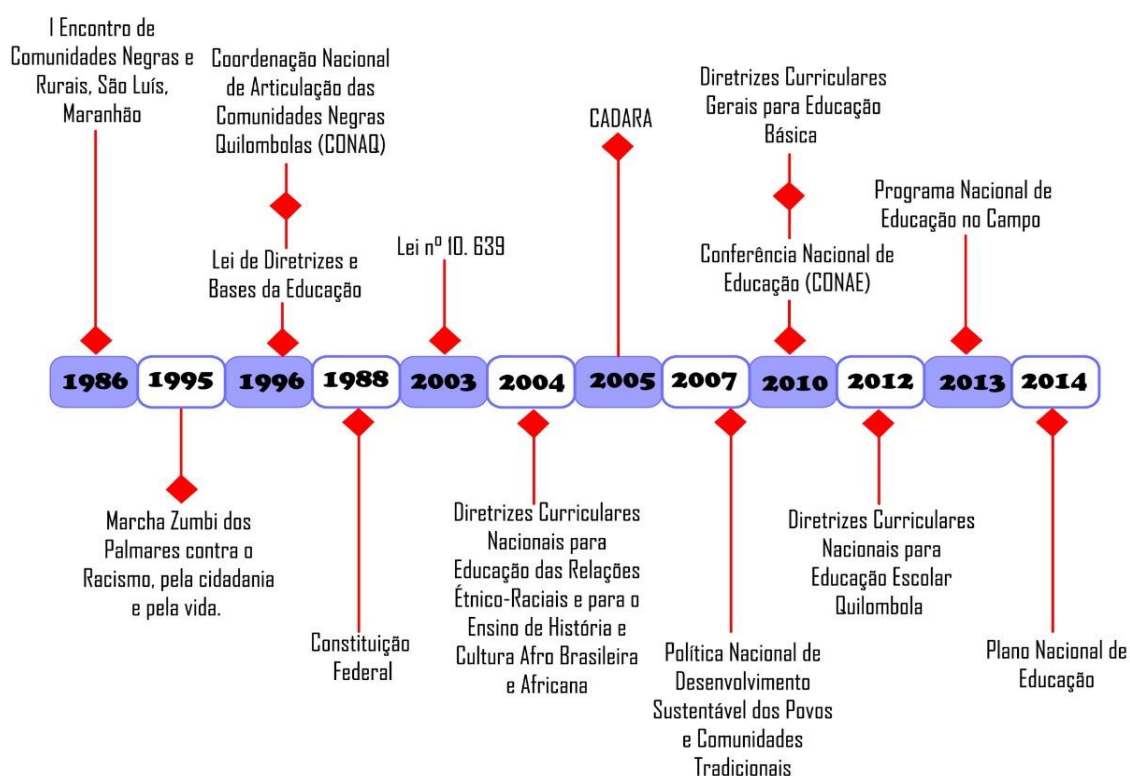 I Encontro de
Comunidades Negras e
Rurais, São Luís,
Maranhão
Coordenação Nacional
de Articulação das
Comunidades Negras
Quilombolas (CONAQ)
Lei de Diretrizes e
Bases da Educação
Lei nº 10. 639
CADARA
Diretrizes Curriculares
Gerais para Educação
Básica
Conferência Nacional de
Educação (CONAE)
Programa Nacional de
Educação no Campo
1986 1995 1996 1988 2003 2004 2005 2007 2010 2012 2013 2014
Marcha Zumbi dos
Palmares contra o
Racismo, pela cidadania
e pela vida.
Constituição
Federal
Diretrizes Curriculares
Nacionais para
Educação das Relações
Étnico-Raciais e para o
Ensino de História e
Cultura Afro Brasileira
e Africana
Política Nacional de
Desenvolvimento
Sustentável dos Povos
e Comunidades
Tradicionais
Diretrizes Curriculares
Nacionais para
Educação Escolar
Quilombola
Plano Nacional de
Educação